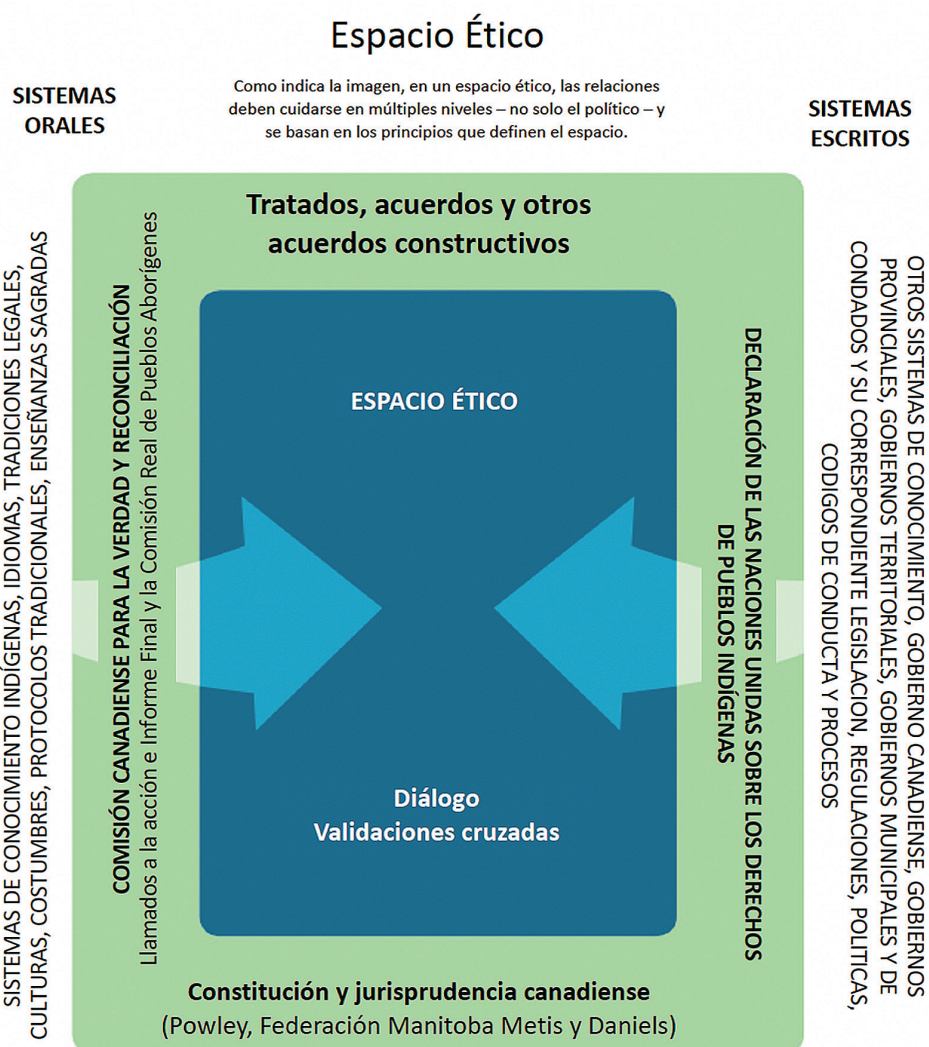 Espacio Ético
Como indica la imagen, en un espacio ético, las relaciones
deben cuidarse en múltiples niveles – no solo el político – y
se basan en los principios que definen el espacio.
SISTEMAS
ORALES
SISTEMAS
ESCRITOS
SISTEMAS DE CONOCIMIENTO INDÍGENAS, IDIOMAS, TRADICIONES LEGALES,
CULTURAS, COSTUMBRES, PROTOCOLOS TRADICIONALES, ENSEÑANZAS SAGRADAS
Tratados, acuerdos y otros
acuerdos constructivos
COMISIÓN CANADIENSE PARA LA VERDAD Y RECONCILIACIÓN
Llamados a la acción e Informe Final y la Comisión Real de Pueblos Aborígenes
ESPACIO ÉTICO
Diálogo
Validaciones cruzadas
DECLARACIÓN DE LAS NACIONES UNIDAS SOBRE LOS DERECHOS
DE PUEBLOS INDÍGENAS
Constitución y jurisprudencia canadiense
(Powley, Federación Manitoba Metis y Daniels)
OTROS SISTEMAS DE CONOCIMIENTO, GOBIERNO CANADIENSE, GOBIERNOS
PROVINCIALES, GOBIERNOS TERRITORIALES, GOBIERNOS MUNICIPALES Y DE
CONDADOS Y SU CORRESPONDIENTE LEGISLACION, REGULACIONES, POLITICAS,
CODIGOS DE CONDUCTA Y PROCESOS